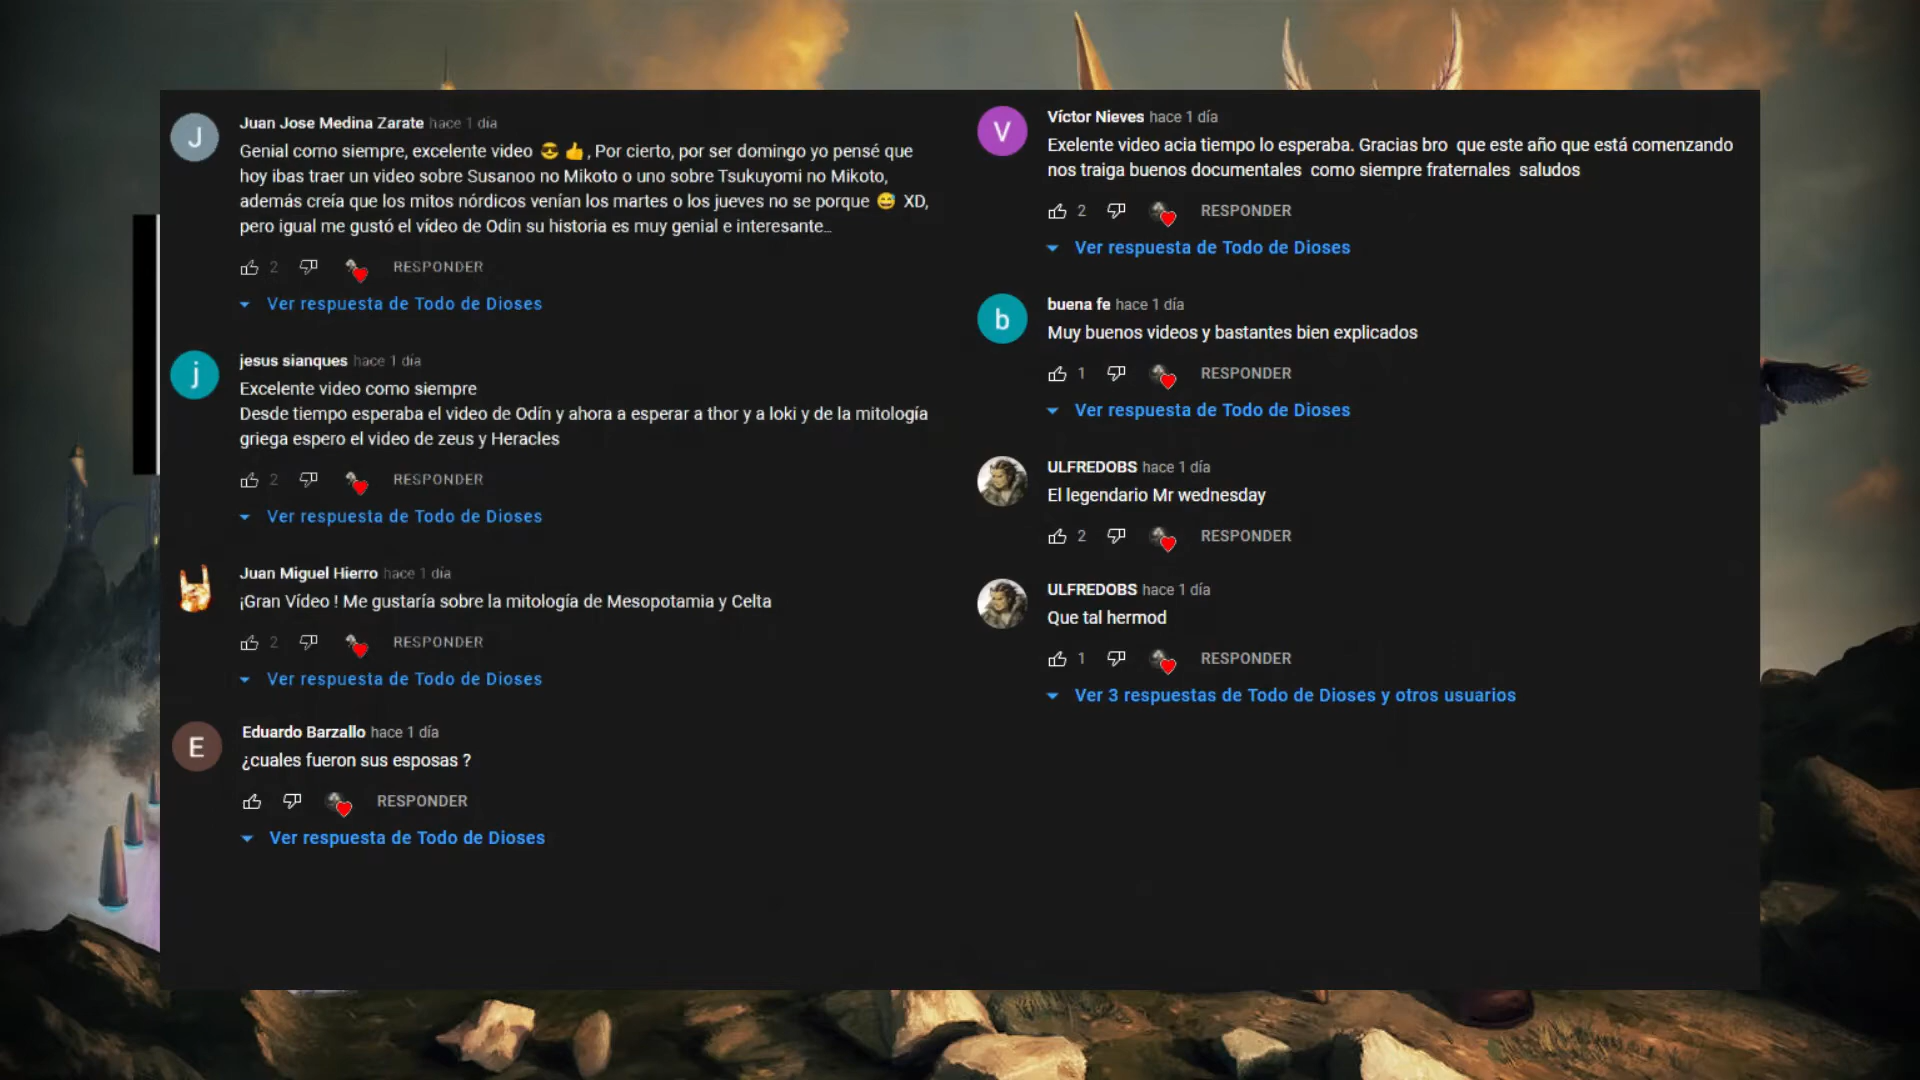 Juan Jose Medina Zarate hace 1 día
Genial como siempre, excelente video 😎 👍, Por cierto, por ser domingo yo pensé que
hoy ibas traer un video sobre Susanoo no Mikoto o uno sobre Tsukuyomi no Mikoto,
además creía que los mitos nórdicos venían los martes o los jueves no se porque 😅 XD,
pero igual me gustó el vídeo de Odin su historia es muy genial e interesante...
2 RESPONDER
Ver respuesta de Todo de Dioses
jesus sianques hace 1 día
Excelente video como siempre
Desde tiempo esperaba el video de Odín y ahora a esperar a thor y a loki y de la mitología
griega espero el video de zeus y Heracles
2 RESPONDER
Ver respuesta de Todo de Dioses
Juan Miguel Hierro hace 1 día
¡Gran Vídeo ! Me gustaría sobre la mitología de Mesopotamia y Celta
2 RESPONDER
Ver respuesta de Todo de Dioses
Eduardo Barzallo hace 1 día
¿cuales fueron sus esposas ?
RESPONDER
Ver respuesta de Todo de Dioses
Víctor Nieves hace 1 día
Exelente video acia tiempo lo esperaba. Gracias bro que este año que está comenzando
nos traiga buenos documentales como siempre fraternales saludos
2 RESPONDER
Ver respuesta de Todo de Dioses
buena fe hace 1 día
Muy buenos videos y bastantes bien explicados
1 RESPONDER
Ver respuesta de Todo de Dioses
ULFREDOBS hace 1 día
El legendario Mr wednesday
2 RESPONDER
ULFREDOBS hace 1 día
Que tal hermod
1 RESPONDER
Ver 3 respuestas de Todo de Dioses y otros usuarios
J
j
E
V
b